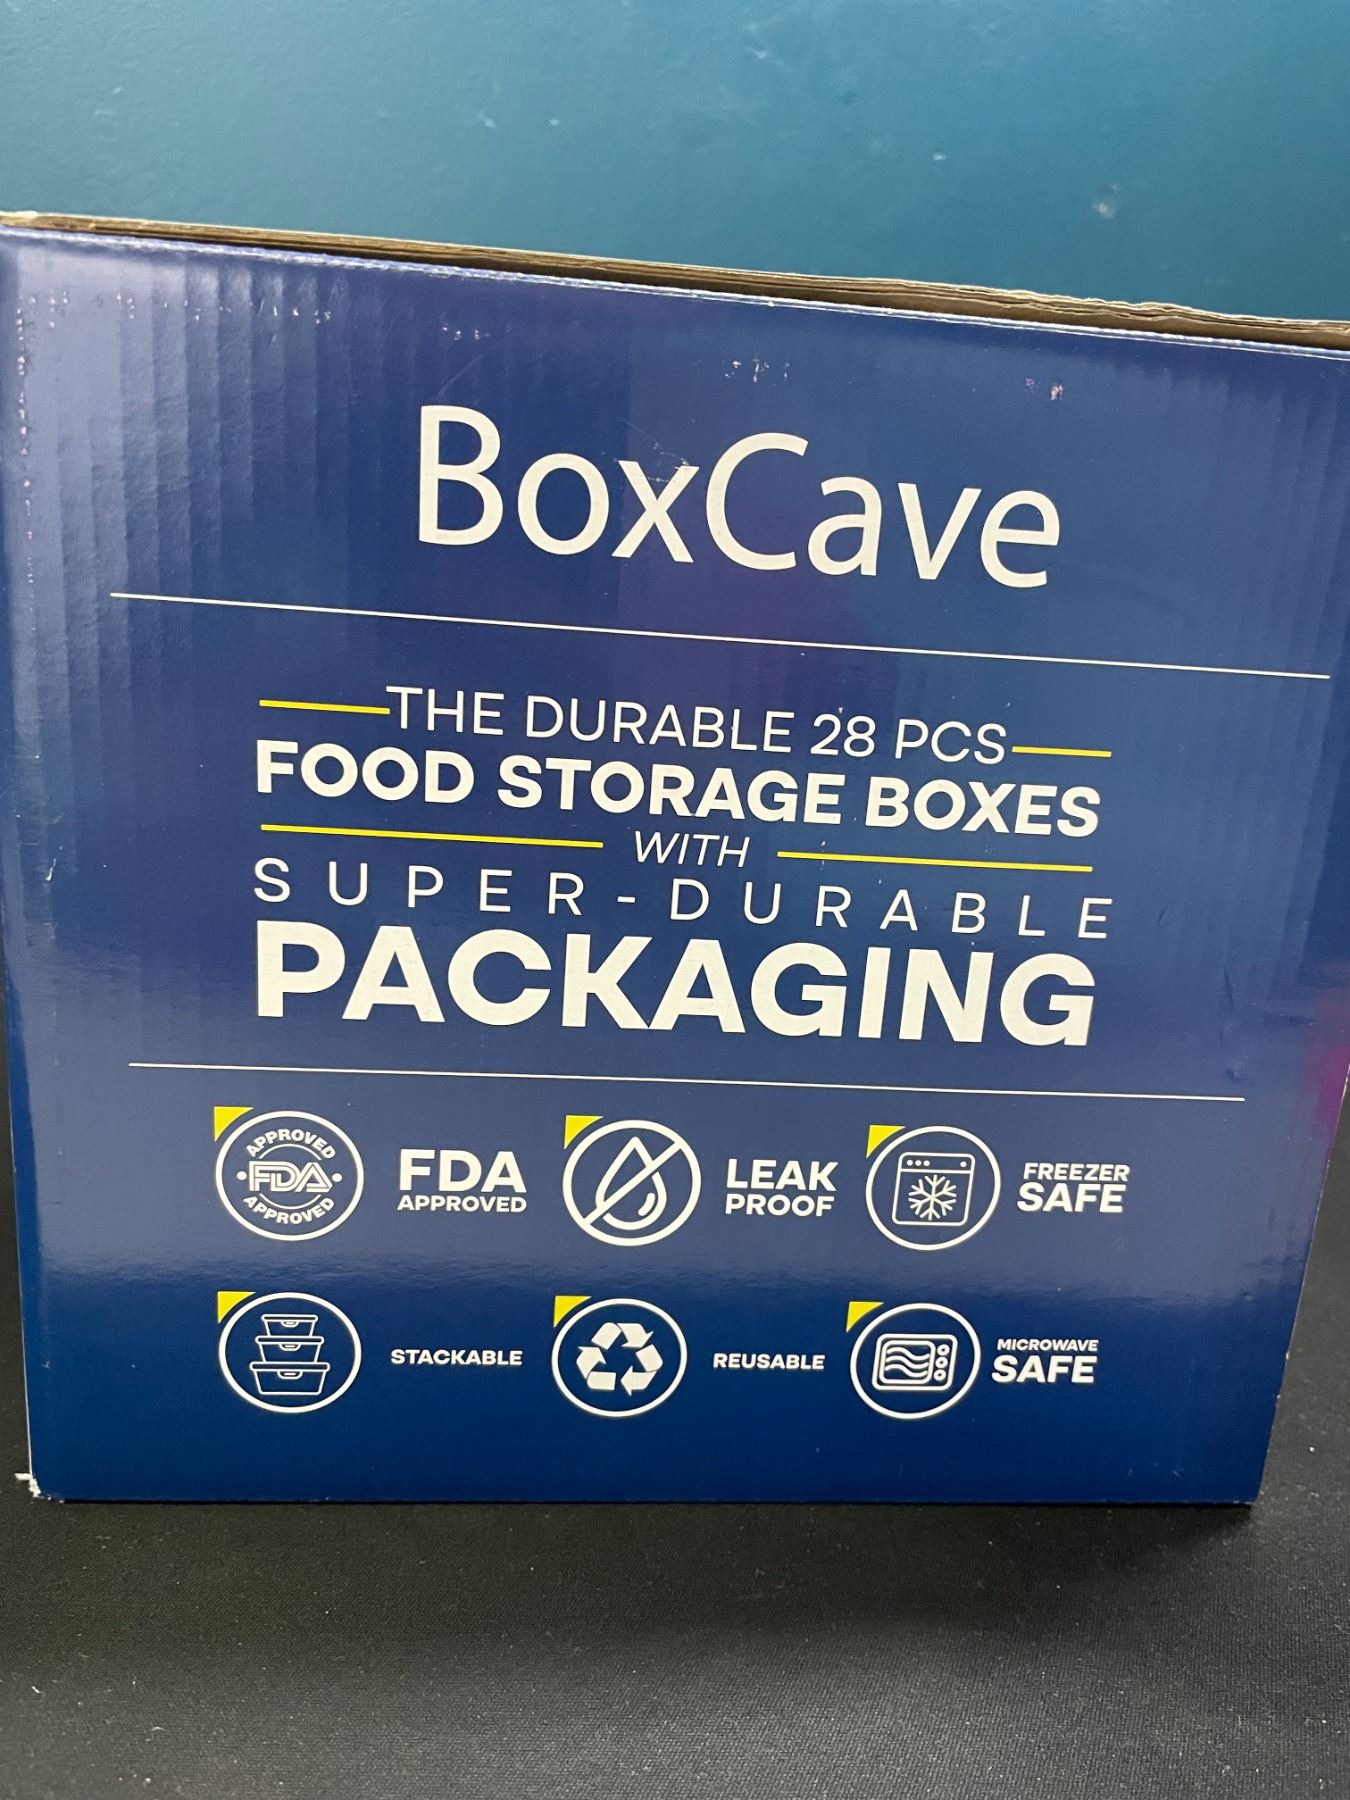 BoxCave
THE DURABLE 28 PCS
FOOD STORAGE BOXES
WITH
SUPER-DURABLE
PACKAGING
APPROVED
FDA
APPROVED
FDA
APPROVED
LEAK
PROOF
FREEZER
SAFE
STACKABLE
REUSABLE
MICROWAVE
SAFE